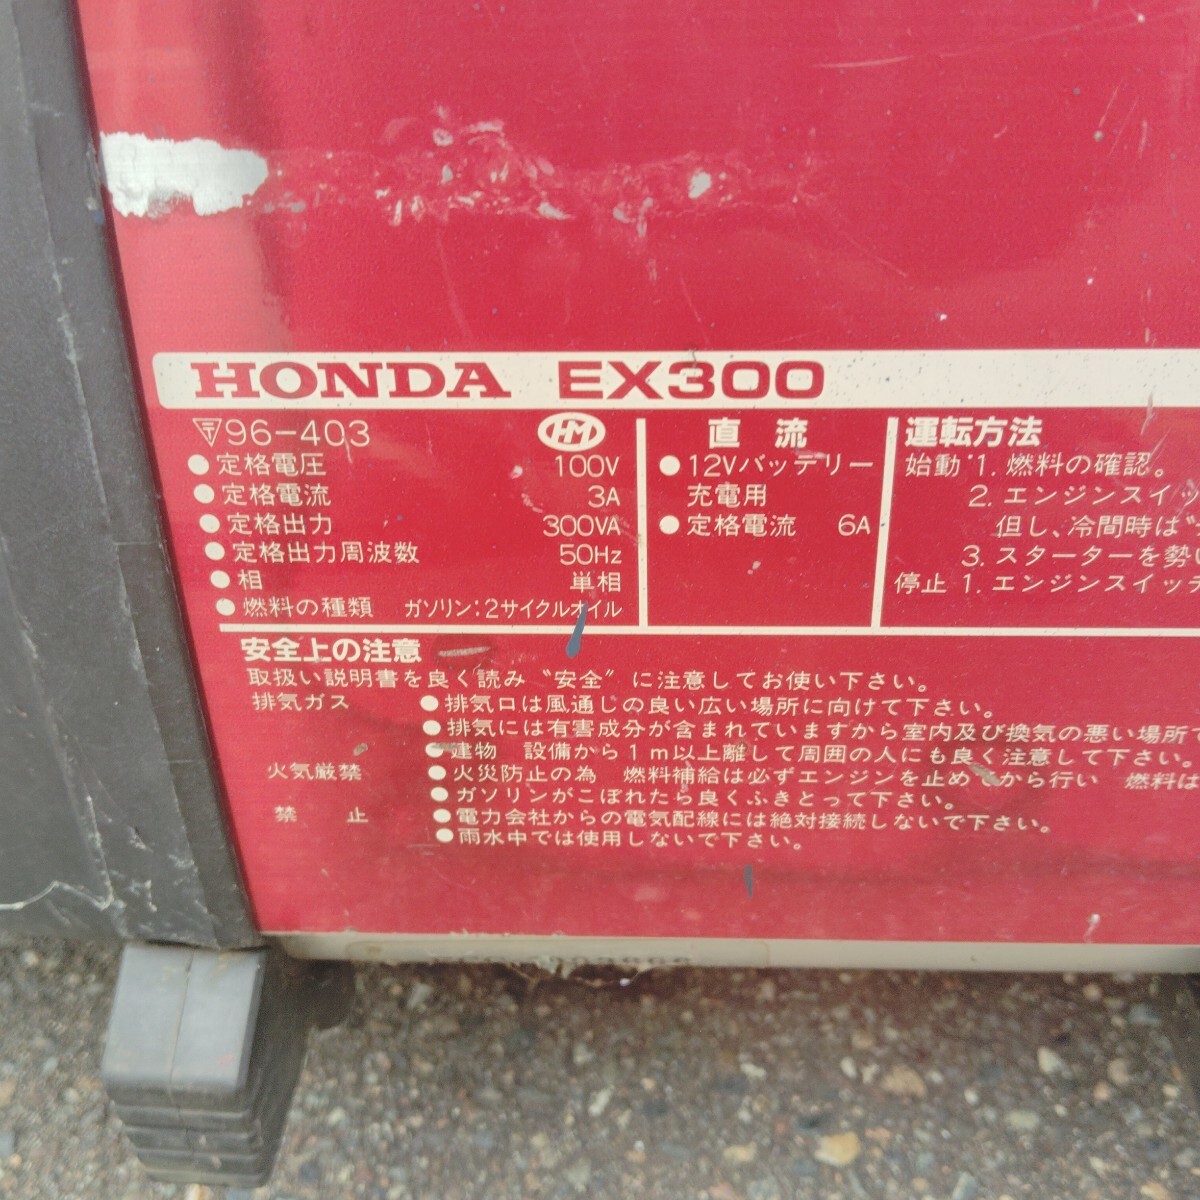 HONDA EX300
〒96-403 HM
●定格電圧 100V
●定格電流 3A
●定格出力 300VA
●定格出力周波数 50Hz
●相 単相
●燃料の種類 ガソリン:2サイクルオイル
直流
●12Vバッテリー
充電用
●定格電流 6A
運転方法
始動 1. 燃料の確認。
2. エンジンスイッ
但し、冷間時は
3. スターターを勢い
停止 1. エンジンスイッチ
安全上の注意
取扱い説明書を良く読み〝安全〟に注意してお使い下さい。
排気ガス ●排気口は風通しの良い広い場所に向けて下さい。
●排気には有害成分が含まれていますから室内及び換気の悪い場所で
●建物 設備から1m以上離して周囲の人にも良く注意して下さい。
火気厳禁 ●火災防止の為 燃料補給は必ずエンジンを止めてから行い 燃料は
●ガソリンがこぼれたら良くふきとって下さい。
禁止 ●電力会社からの電気配線には絶対接続しないで下さい。
●雨水中では使用しないで下さい。